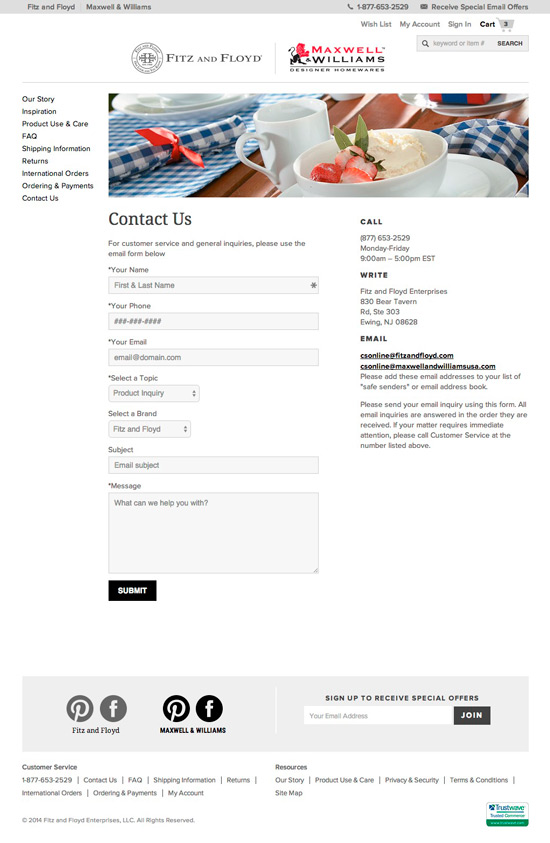 Fitz and Floyd
Maxwell & Williams
1-877-653-2529
Receive Special Email Offers
Wish List
My Account
Sign In
Cart
3
FITZ AND FLOYD
MAXWELL™
& WILLIAMS
DESIGNER HOMEWARES
keyword or item #
SEARCH
Our Story
Inspiration
Product Use & Care
FAQ
Shipping Information
Returns
International Orders
Ordering & Payments
Contact Us
Contact Us
For customer service and general inquiries, please use the
email form below
*Your Name
First & Last Name
*Your Phone
###-###-####
*Your Email
email@domain.com
*Select a Topic
Product Inquiry
Select a Brand
Fitz and Floyd
Subject
Email subject
*Message
What can we help you with?
SUBMIT
CALL
(877) 653-2529
Monday-Friday
9:00am – 5:00pm EST
WRITE
Fitz and Floyd Enterprises
830 Bear Tavern
Rd, Ste 303
Ewing, NJ 08628
EMAIL
csonline@fitzandfloyd.com
csonline@maxwellandwilliamsusa.com
Please add these email addresses to your list of
"safe senders" or email address book.
Please send your email inquiry using this form. All
email inquiries are answered in the order they are
received. If your matter requires immediate
attention, please call Customer Service at the
number listed above.
Fitz and Floyd
MAXWELL & WILLIAMS
SIGN UP TO RECEIVE SPECIAL OFFERS
Your Email Address
JOIN
Customer Service
1-877-653-2529 | Contact Us | FAQ | Shipping Information | Returns |
International Orders | Ordering & Payments | My Account
Resources
Our Story | Product Use & Care | Privacy & Security | Terms & Conditions |
Site Map
© 2014 Fitz and Floyd Enterprises, LLC, All Rights Reserved.
Trustwave
Trusted Commerce